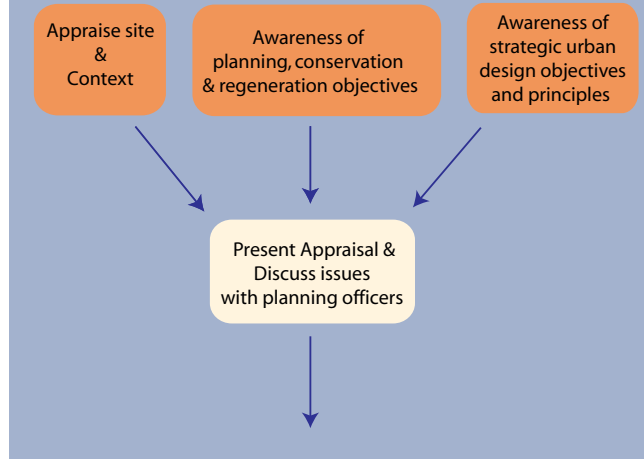 Appraise site
&
Context
Awareness of
planning, conservation
& regeneration objectives
Awareness of
strategic urban
design objectives
and principles
Present Appraisal &
Discuss issues
with planning officers